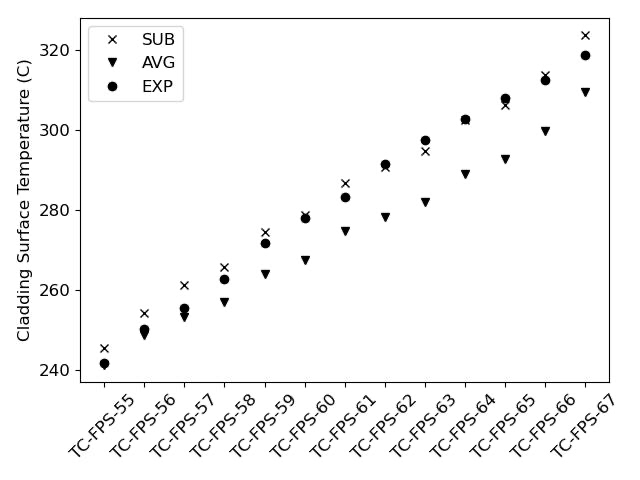 SUB
AVG
EXP
Cladding Surface Temperature (C)
320
300
280
260
240
TC-FPS-55
TC-FPS-56
TC-FPS-57
TC-FPS-58
TC-FPS-59
TC-FPS-60
TC-FPS-61
TC-FPS-62
TC-FPS-63
TC-FPS-64
TC-FPS-65
TC-FPS-66
TC-FPS-67